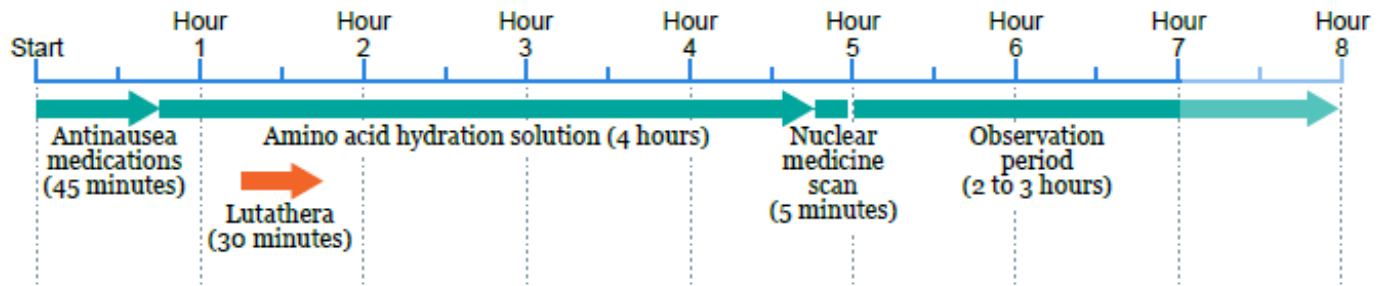 Start
Hour
1
Hour
2
Hour
3
Hour
4
Hour
5
Hour
6
Hour
7
Hour
8
Antinausea
medications
(45 minutes)
Amino acid hydration solution (4 hours)
Lutathera
(30 minutes)
Nuclear
medicine
scan
(5 minutes)
Observation
period
(2 to 3 hours)